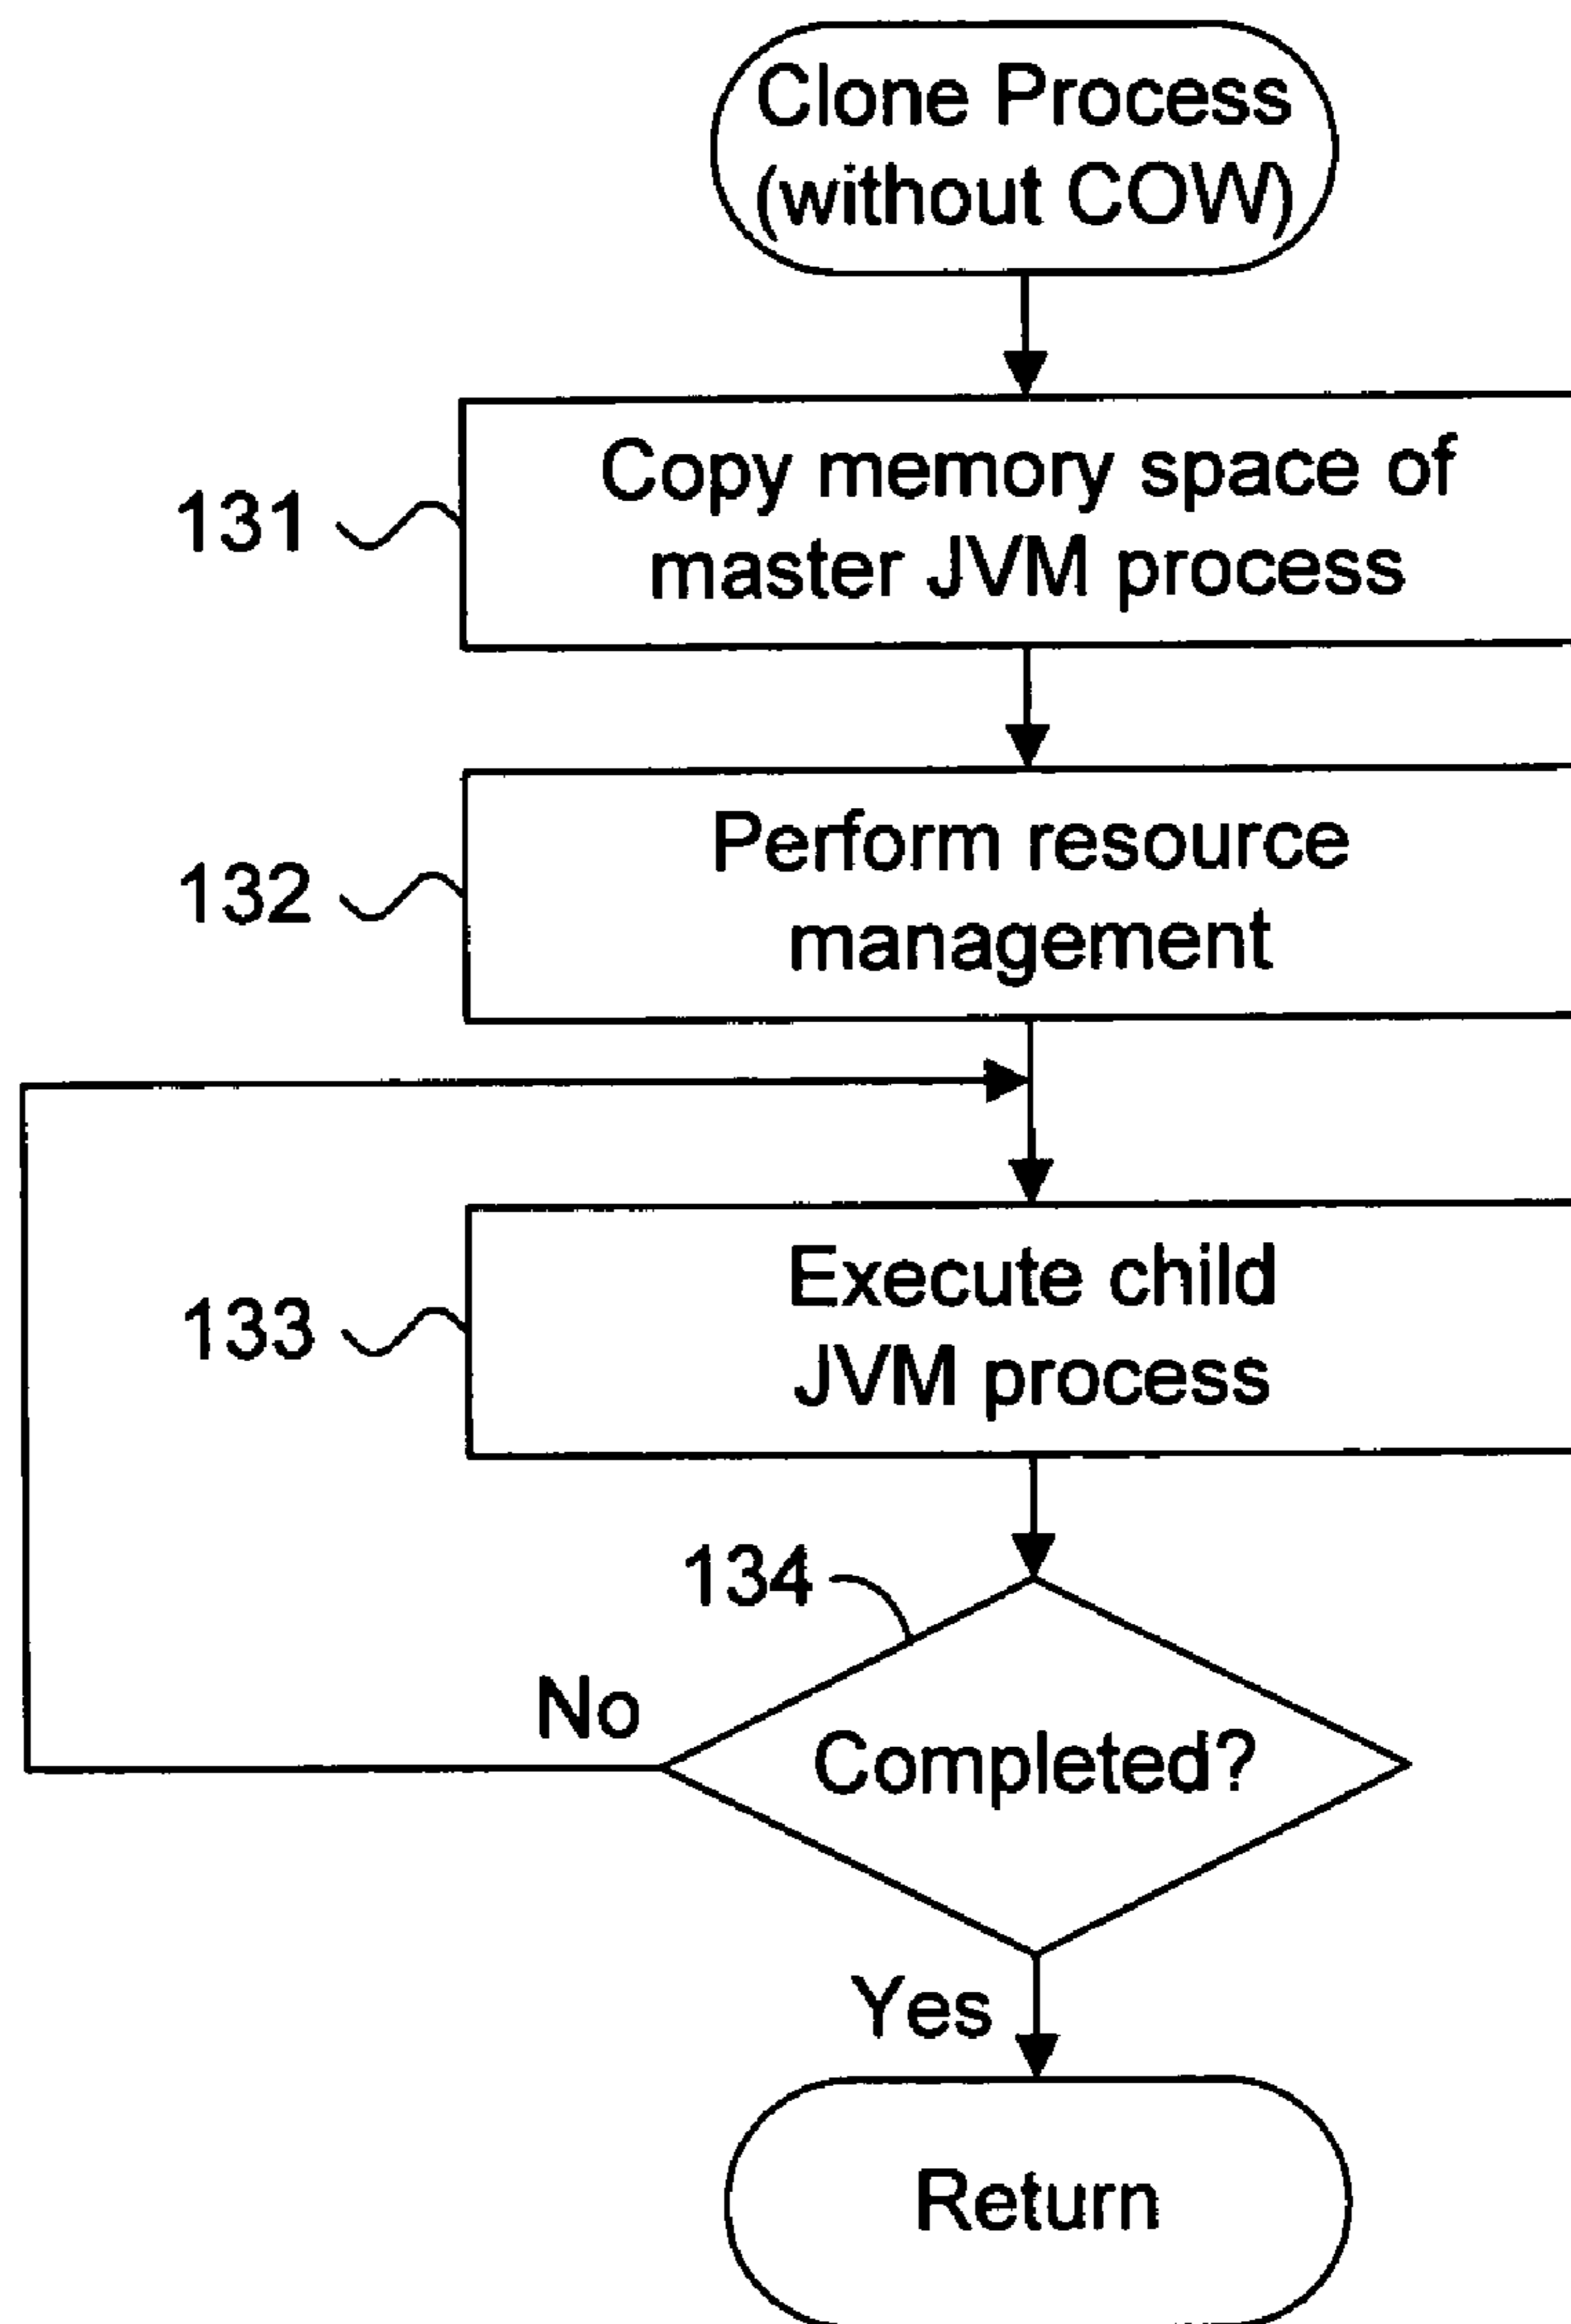 Clone Process
(without COW)
131
Copy memory space of
master JVM process
132
Perform resource
management
133
Execute child
JVM process
134
Completed?
No
Yes
Return